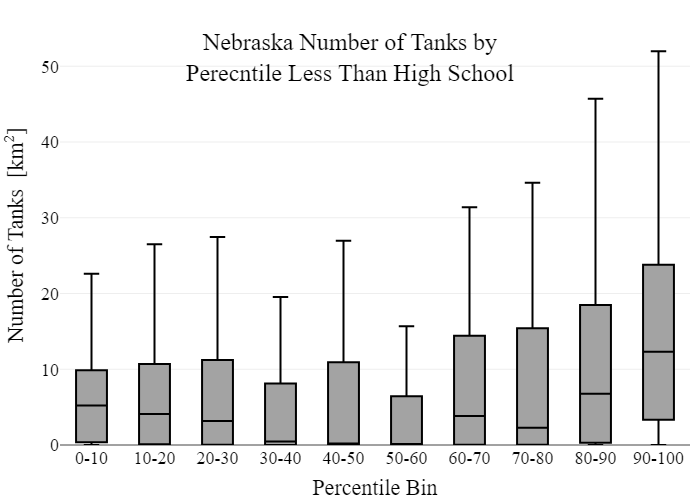 Nebraska Number of Tanks by
Perecntile Less Than High School
Number of Tanks [km²]
50
40
30
20
10
0
0-10 10-20 20-30 30-40 40-50 50-60 60-70 70-80 80-90 90-100
Percentile Bin